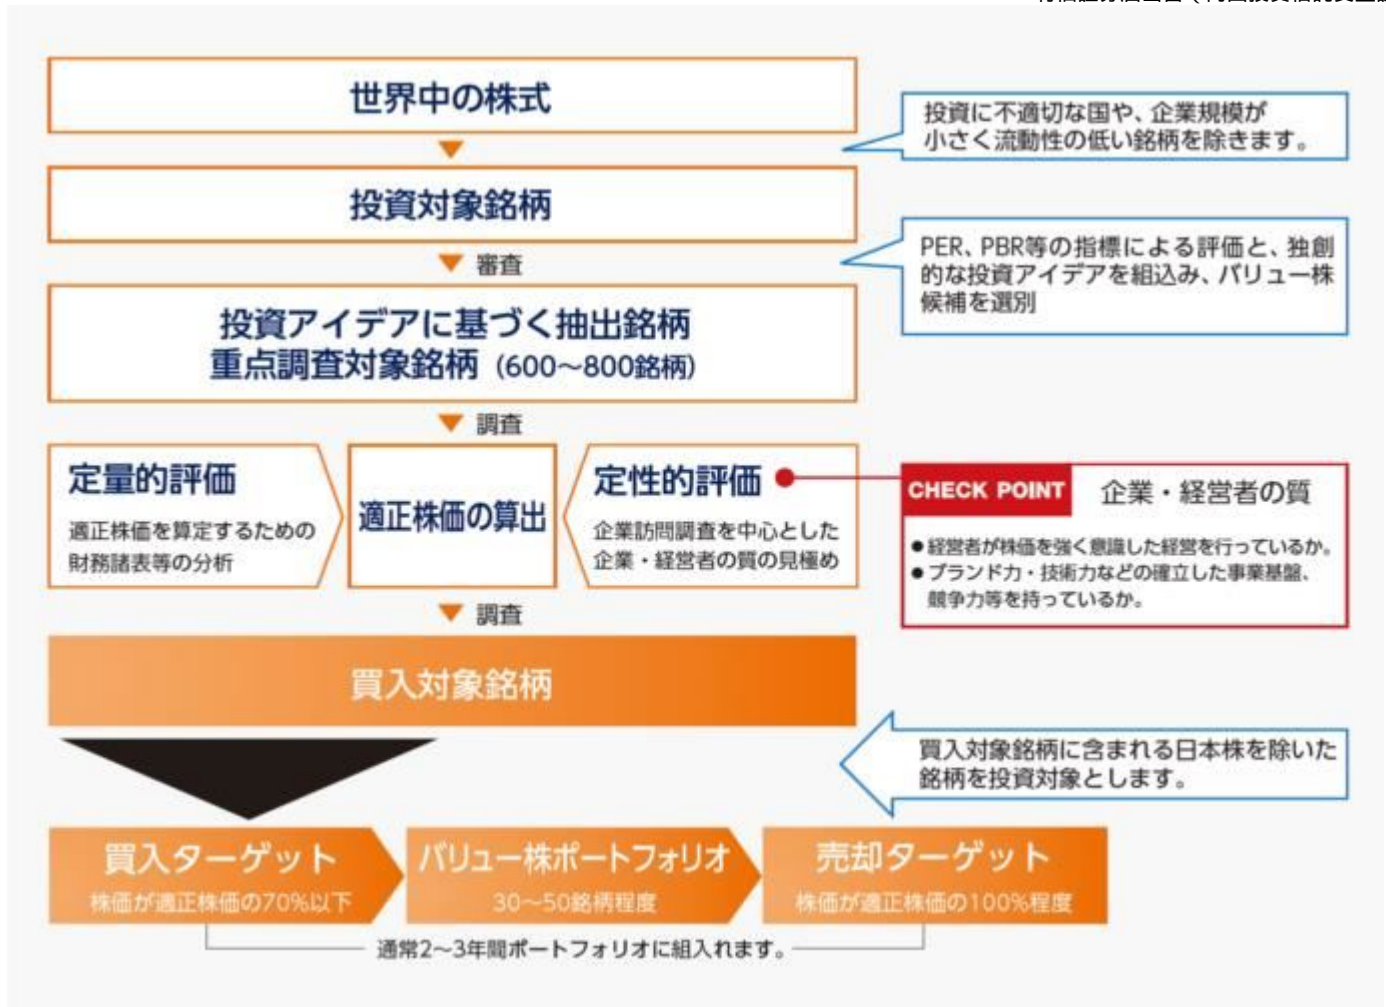 世界中の株式
投資に不適切な国や、企業規模が
小さく流動性の低い銘柄を除きます。
投資対象銘柄
審査
PER、PBR等の指標による評価と、独創
的な投資アイデアを組込み、バリュー株
候補を選別
投資アイデアに基づく抽出銘柄
重点調査対象銘柄（600〜800銘柄）
調査
定量的評価
適正株価を算定するための
財務諸表等の分析
適正株価の算出
定性的評価
企業訪問調査を中心とした
企業・経営者の質の見極め
CHECK POINT 企業・経営者の質
●経営者が株価を強く意識した経営を行っているか。
●ブランド力・技術力などの確立した事業基盤、
競争力等を持っているか。
調査
買入対象銘柄
買入対象銘柄に含まれる日本株を除いた
銘柄を投資対象とします。
買入ターゲット
株価が適正株価の70%以下
バリュー株ポートフォリオ
30〜50銘柄程度
売却ターゲット
株価が適正株価の100%程度
通常2〜3年間ポートフォリオに組入れます。